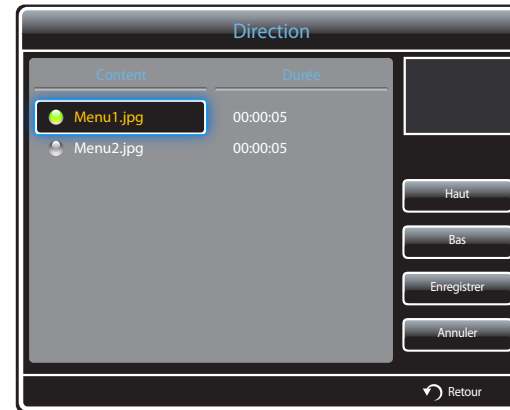 Direction
Content Durée
Menu1.jpg 00:00:05
Menu2.jpg 00:00:05
Haut
Bas
Enregistrer
Annuler
Retour